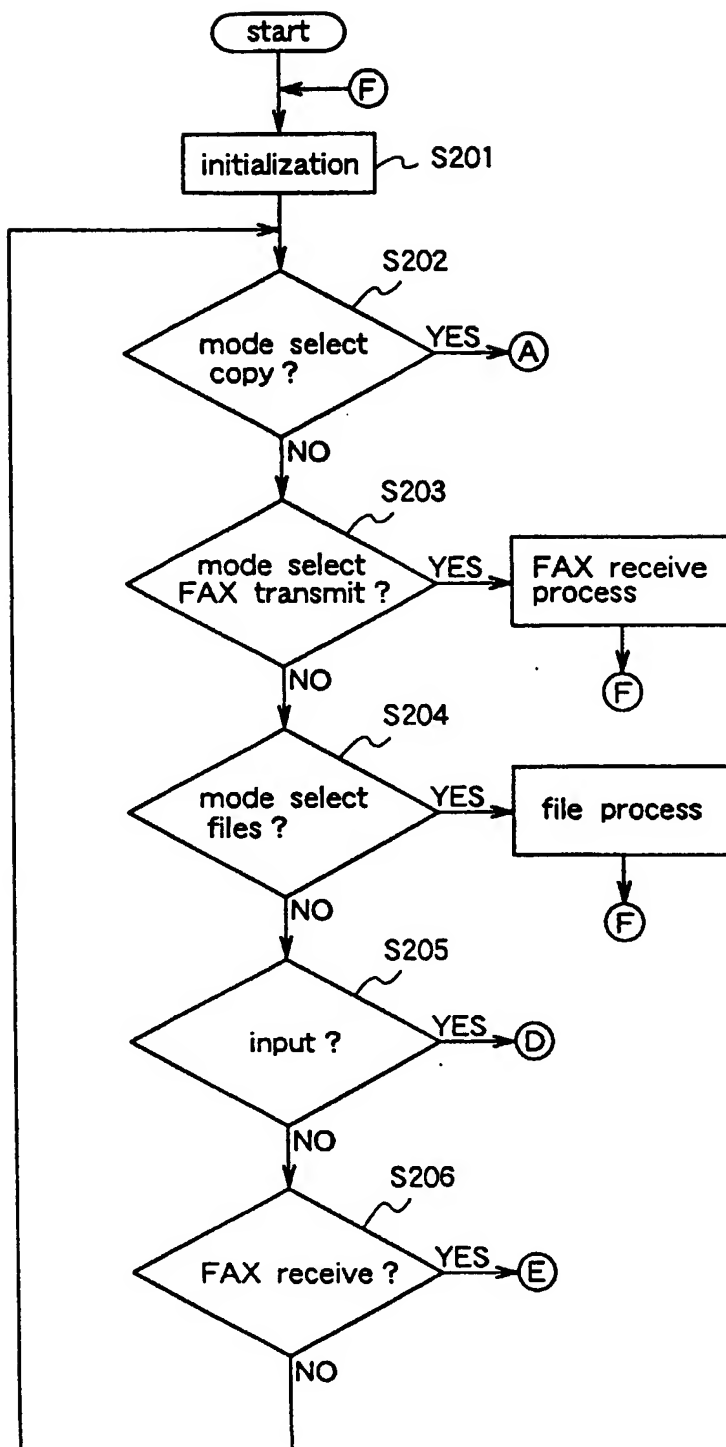 start
F
initialization
S201
S202
mode select
copy ?
YES
A
NO
S203
mode select
FAX transmit ?
YES
FAX receive
process
F
NO
S204
mode select
files ?
YES
file process
F
NO
S205
input ?
YES
D
NO
S206
FAX receive ?
YES
E
NO